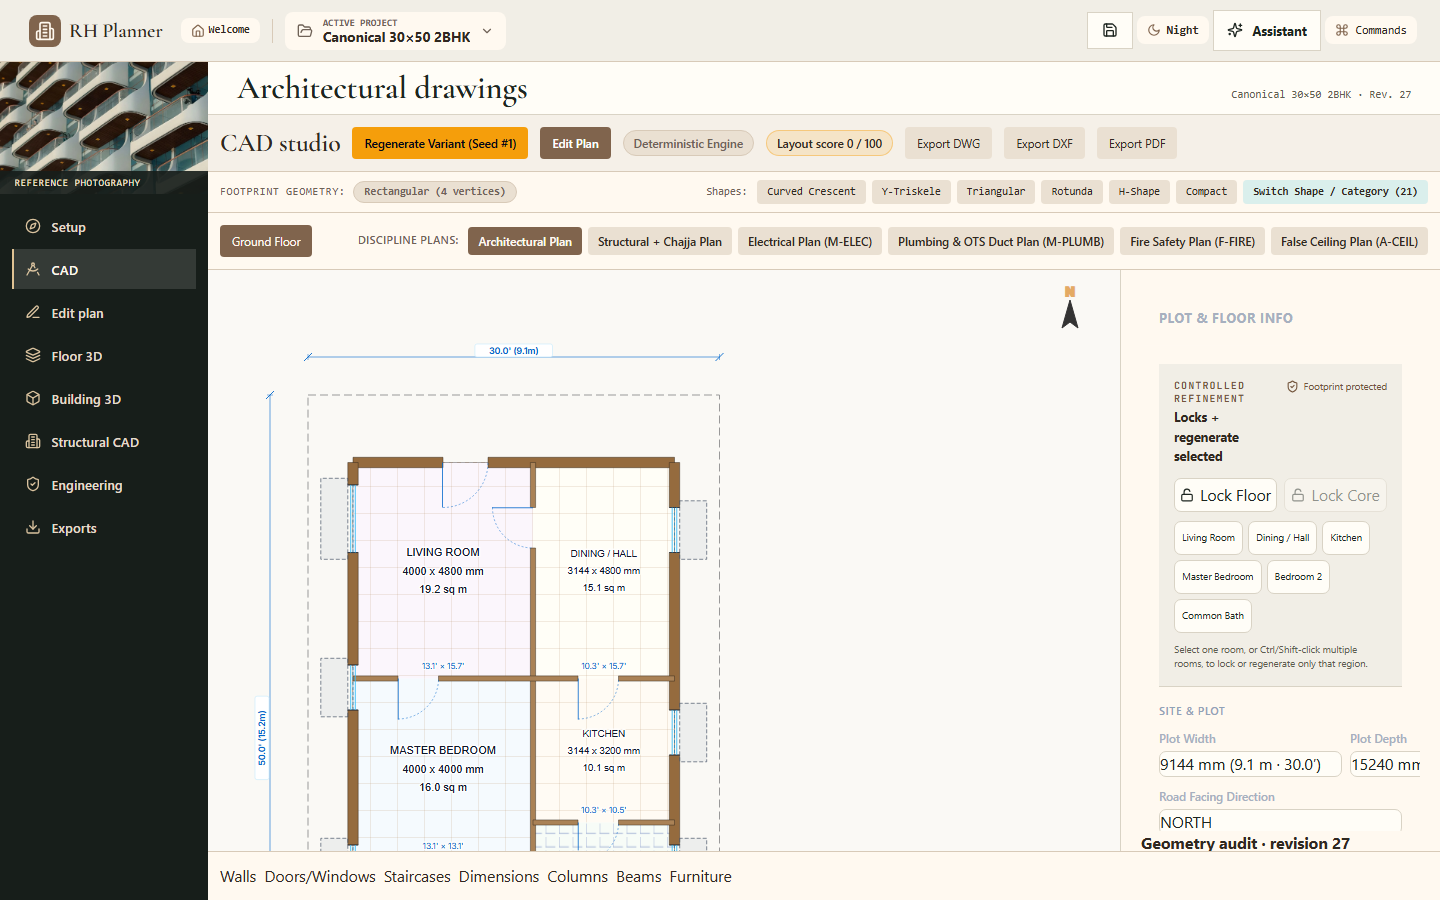 RH Planner
Welcome
ACTIVE PROJECT
Canonical 30×50 2BHK
Night
Assistant
Commands
REFERENCE PHOTOGRAPHY
Setup
CAD
Edit plan
Floor 3D
Building 3D
Structural CAD
Engineering
Exports
Architectural drawings
Canonical 30×50 2BHK · Rev. 27
CAD studio
Regenerate Variant (Seed #1)
Edit Plan
Deterministic Engine
Layout score 0 / 100
Export DWG
Export DXF
Export PDF
FOOTPRINT GEOMETRY:
Rectangular (4 vertices)
Shapes:
Curved Crescent
Y-Triskele
Triangular
Rotunda
H-Shape
Compact
Switch Shape / Category (21)
Ground Floor
DISCIPLINE PLANS:
Architectural Plan
Structural + Chajja Plan
Electrical Plan (M-ELEC)
Plumbing & OTS Duct Plan (M-PLUMB)
Fire Safety Plan (F-FIRE)
False Ceiling Plan (A-CEIL)
N
30.0' (9.1m)
50.0' (15.2m)
LIVING ROOM
4000 x 4800 mm
19.2 sq m
13.1' × 15.7'
DINING / HALL
3144 x 4800 mm
15.1 sq m
10.3' × 15.7'
MASTER BEDROOM
4000 x 4000 mm
16.0 sq m
13.1' × 13.1'
KITCHEN
3144 x 3200 mm
10.1 sq m
10.3' × 10.5'
PLOT & FLOOR INFO
CONTROLLED
REFINEMENT
Footprint protected
Locks +
regenerate
selected
Lock Floor
Lock Core
Living Room
Dining / Hall
Kitchen
Master Bedroom
Bedroom 2
Common Bath
Select one room, or Ctrl/Shift-click multiple
rooms, to lock or regenerate only that region.
SITE & PLOT
Plot Width
Plot Depth
9144 mm (9.1 m · 30.0')
15240 mm
Road Facing Direction
NORTH
Geometry audit · revision 27
Walls Doors/Windows Staircases Dimensions Columns Beams Furniture